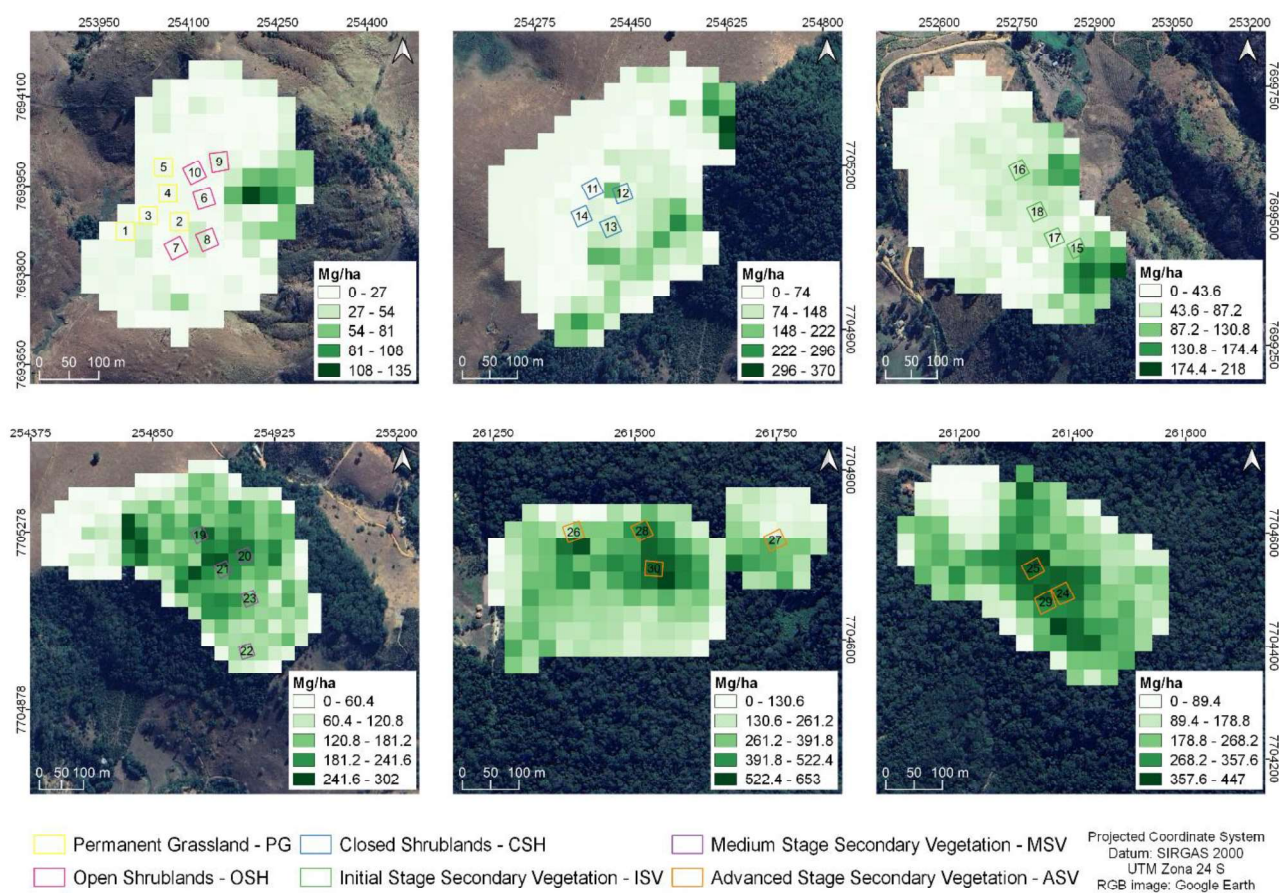 253950 254100 254250 254400
7694100
7693950
7693800
7693650
5
9
10
4
6
3
2
1
7
8
Mg/ha
0 - 27
27 - 54
54 - 81
81 - 108
108 - 135
0 50 100 m
254275 254450 254625 254800
7705200
7704900
11
12
14
13
Mg/ha
0 - 74
74 - 148
148 - 222
222 - 296
296 - 370
0 50 100 m
252600 252750 252900 253050 253200
7699750
7699500
7699250
16
18
17
15
Mg/ha
0 - 43.6
43.6 - 87.2
87.2 - 130.8
130.8 - 174.4
174.4 - 218
0 50 100 m
254375 254650 254925 255200
7705278
7704878
19
20
21
23
22
Mg/ha
0 - 60.4
60.4 - 120.8
120.8 - 181.2
181.2 - 241.6
241.6 - 302
0 50 100 m
261250 261500 261750
7704900
7704600
26
28
27
30
Mg/ha
0 - 130.6
130.6 - 261.2
261.2 - 391.8
391.8 - 522.4
522.4 - 653
0 50 100 m
261200 261400 261600
7704600
7704400
7704200
25
29
24
Mg/ha
0 - 89.4
89.4 - 178.8
178.8 - 268.2
268.2 - 357.6
357.6 - 447
0 50 100 m
Permanent Grassland - PG
Closed Shrublands - CSH
Medium Stage Secondary Vegetation - MSV
Open Shrublands - OSH
Initial Stage Secondary Vegetation - ISV
Advanced Stage Secondary Vegetation - ASV
Projected Coordinate System
Datum: SIRGAS 2000
UTM Zona 24 S
RGB image: Google Earth